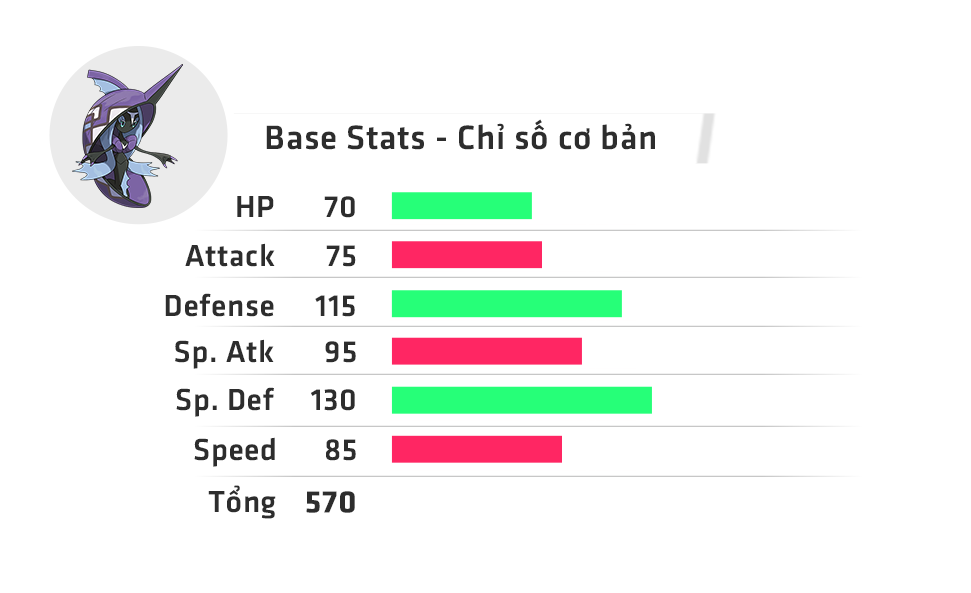 Base Stats - Chỉ số cơ bản
HP 70
Attack 75
Defense 115
Sp. Atk 95
Sp. Def 130
Speed 85
Tổng 570